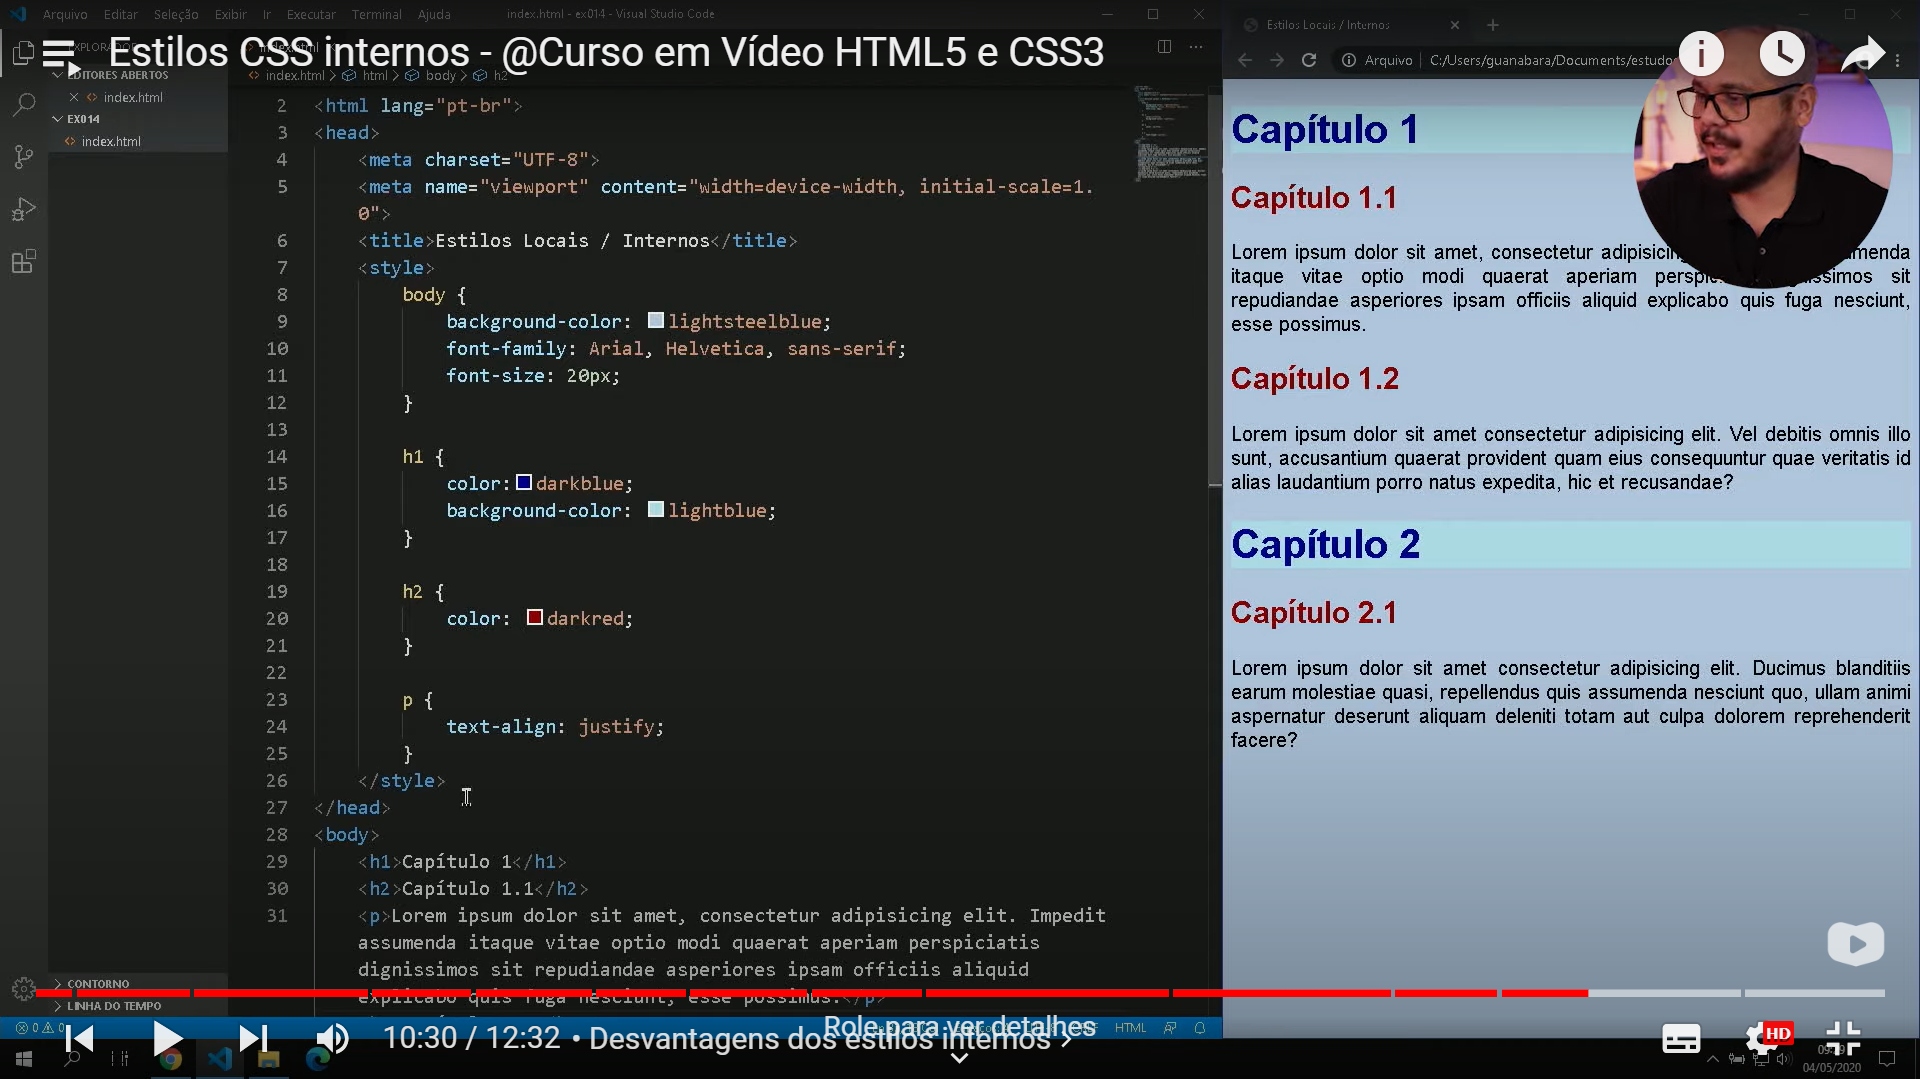 Arquivo Editar Seleção Exibir Ir Executar Terminal Ajuda
index.html - ex014 - Visual Studio Code
Estilos Locais / Internos
Estilos CSS internos - @Curso em Vídeo HTML5 e CSS3
Arquivo | C:/Users/guanabara/Documents/estudos
EDITORES ABERTOS
index.html
EX014
index.html
index.html > html > body > h2
2 <html lang="pt-br">
3 <head>
4 <meta charset="UTF-8">
5 <meta name="viewport" content="width=device-width, initial-scale=1.
0">
6 <title>Estilos Locais / Internos</title>
7 <style>
8 body {
9 background-color: lightsteelblue;
10 font-family: Arial, Helvetica, sans-serif;
11 font-size: 20px;
12 }
13
14 h1 {
15 color: darkblue;
16 background-color: lightblue;
17 }
18
19 h2 {
20 color: darkred;
21 }
22
23 p {
24 text-align: justify;
25 }
26 </style>
27 </head>
28 <body>
29 <h1>Capítulo 1</h1>
30 <h2>Capítulo 1.1</h2>
31 <p>Lorem ipsum dolor sit amet, consectetur adipisicing elit. Impedit
assumenda itaque vitae optio modi quaerat aperiam perspiciatis
dignissimos sit repudiandae asperiores ipsam officiis aliquid
explicabo quis fuga nesciunt, esse possimus.</p>
Capítulo 1
Capítulo 1.1
Lorem ipsum dolor sit amet, consectetur adipisicing
itaque vitae optio modi quaerat aperiam sit
repudiandae asperiores ipsam officiis aliquid explicabo quis fuga nesciunt,
esse possimus.
Capítulo 1.2
Lorem ipsum dolor sit amet consectetur adipisicing elit. Vel debitis omnis illo
sunt, accusantium quaerat provident quam eius consequuntur quae veritatis id
alias laudantium porro natus expedita, hic et recusandae?
Capítulo 2
Capítulo 2.1
Lorem ipsum dolor sit amet consectetur adipisicing elit. Ducimus blanditiis
earum molestiae quasi, repellendus quis assumenda nesciunt quo, ullam animi
aspernatur deserunt aliquam deleniti totam aut culpa dolorem reprehenderit
facere?
CONTORNO
LINHA DO TEMPO
0 0
HTML
Role para ver detalhes
10:30 / 12:32 • Desvantagens dos estilos internos >
HD
04/05/2020